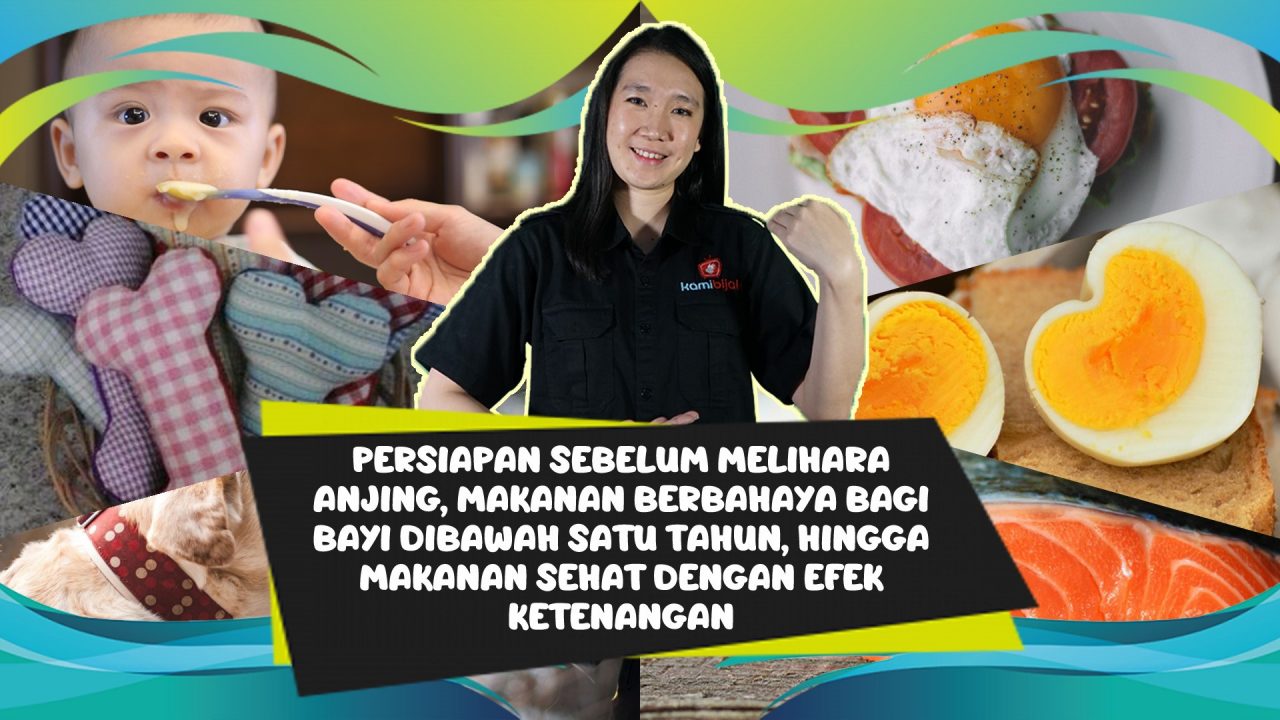 kamibijak
PERSIAPAN SEBELUM MELIHARA
ANJING, MAKANAN BERBAHAYA BAGI
BAYI DIBAWAH SATU TAHUN, HINGGA
MAKANAN SEHAT DENGAN EFEK
KETENANGAN